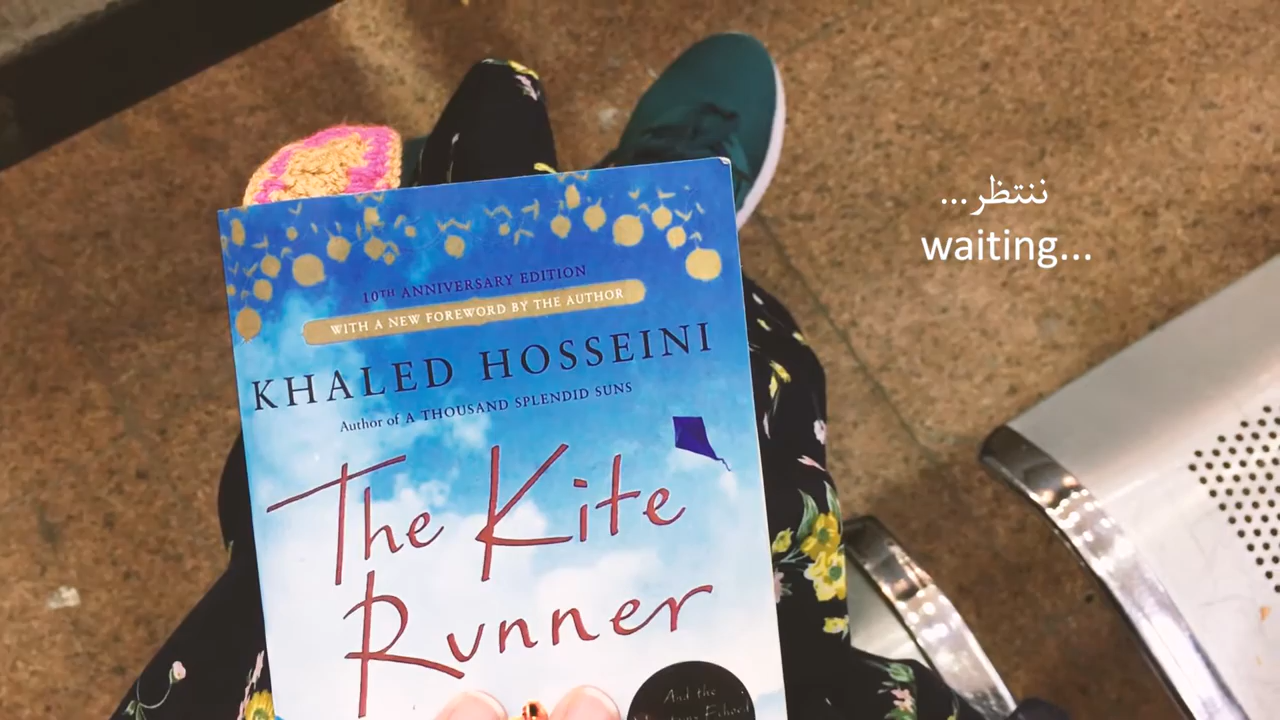 10TH ANNIVERSARY EDITION
WITH A NEW FOREWORD BY THE AUTHOR
KHALED HOSSEINI
Author of A THOUSAND SPLENDID SUNS
The Kite
Runner
And the
Echoed
ننتظر...
waiting...